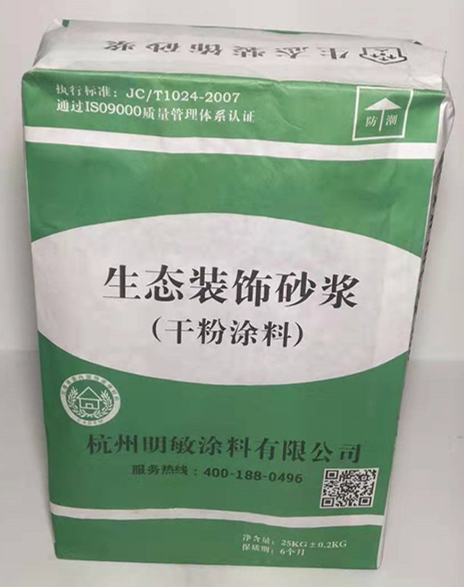 生态装饰砂浆
执行标准：JC/T1024-2007
通过ISO9000质量管理体系认证
防潮
生态装饰砂浆
(干粉涂料)
杭州明敏涂料有限公司
服务热线：400-188-0496
净含量：25KG±0.2KG
保质期：6个月